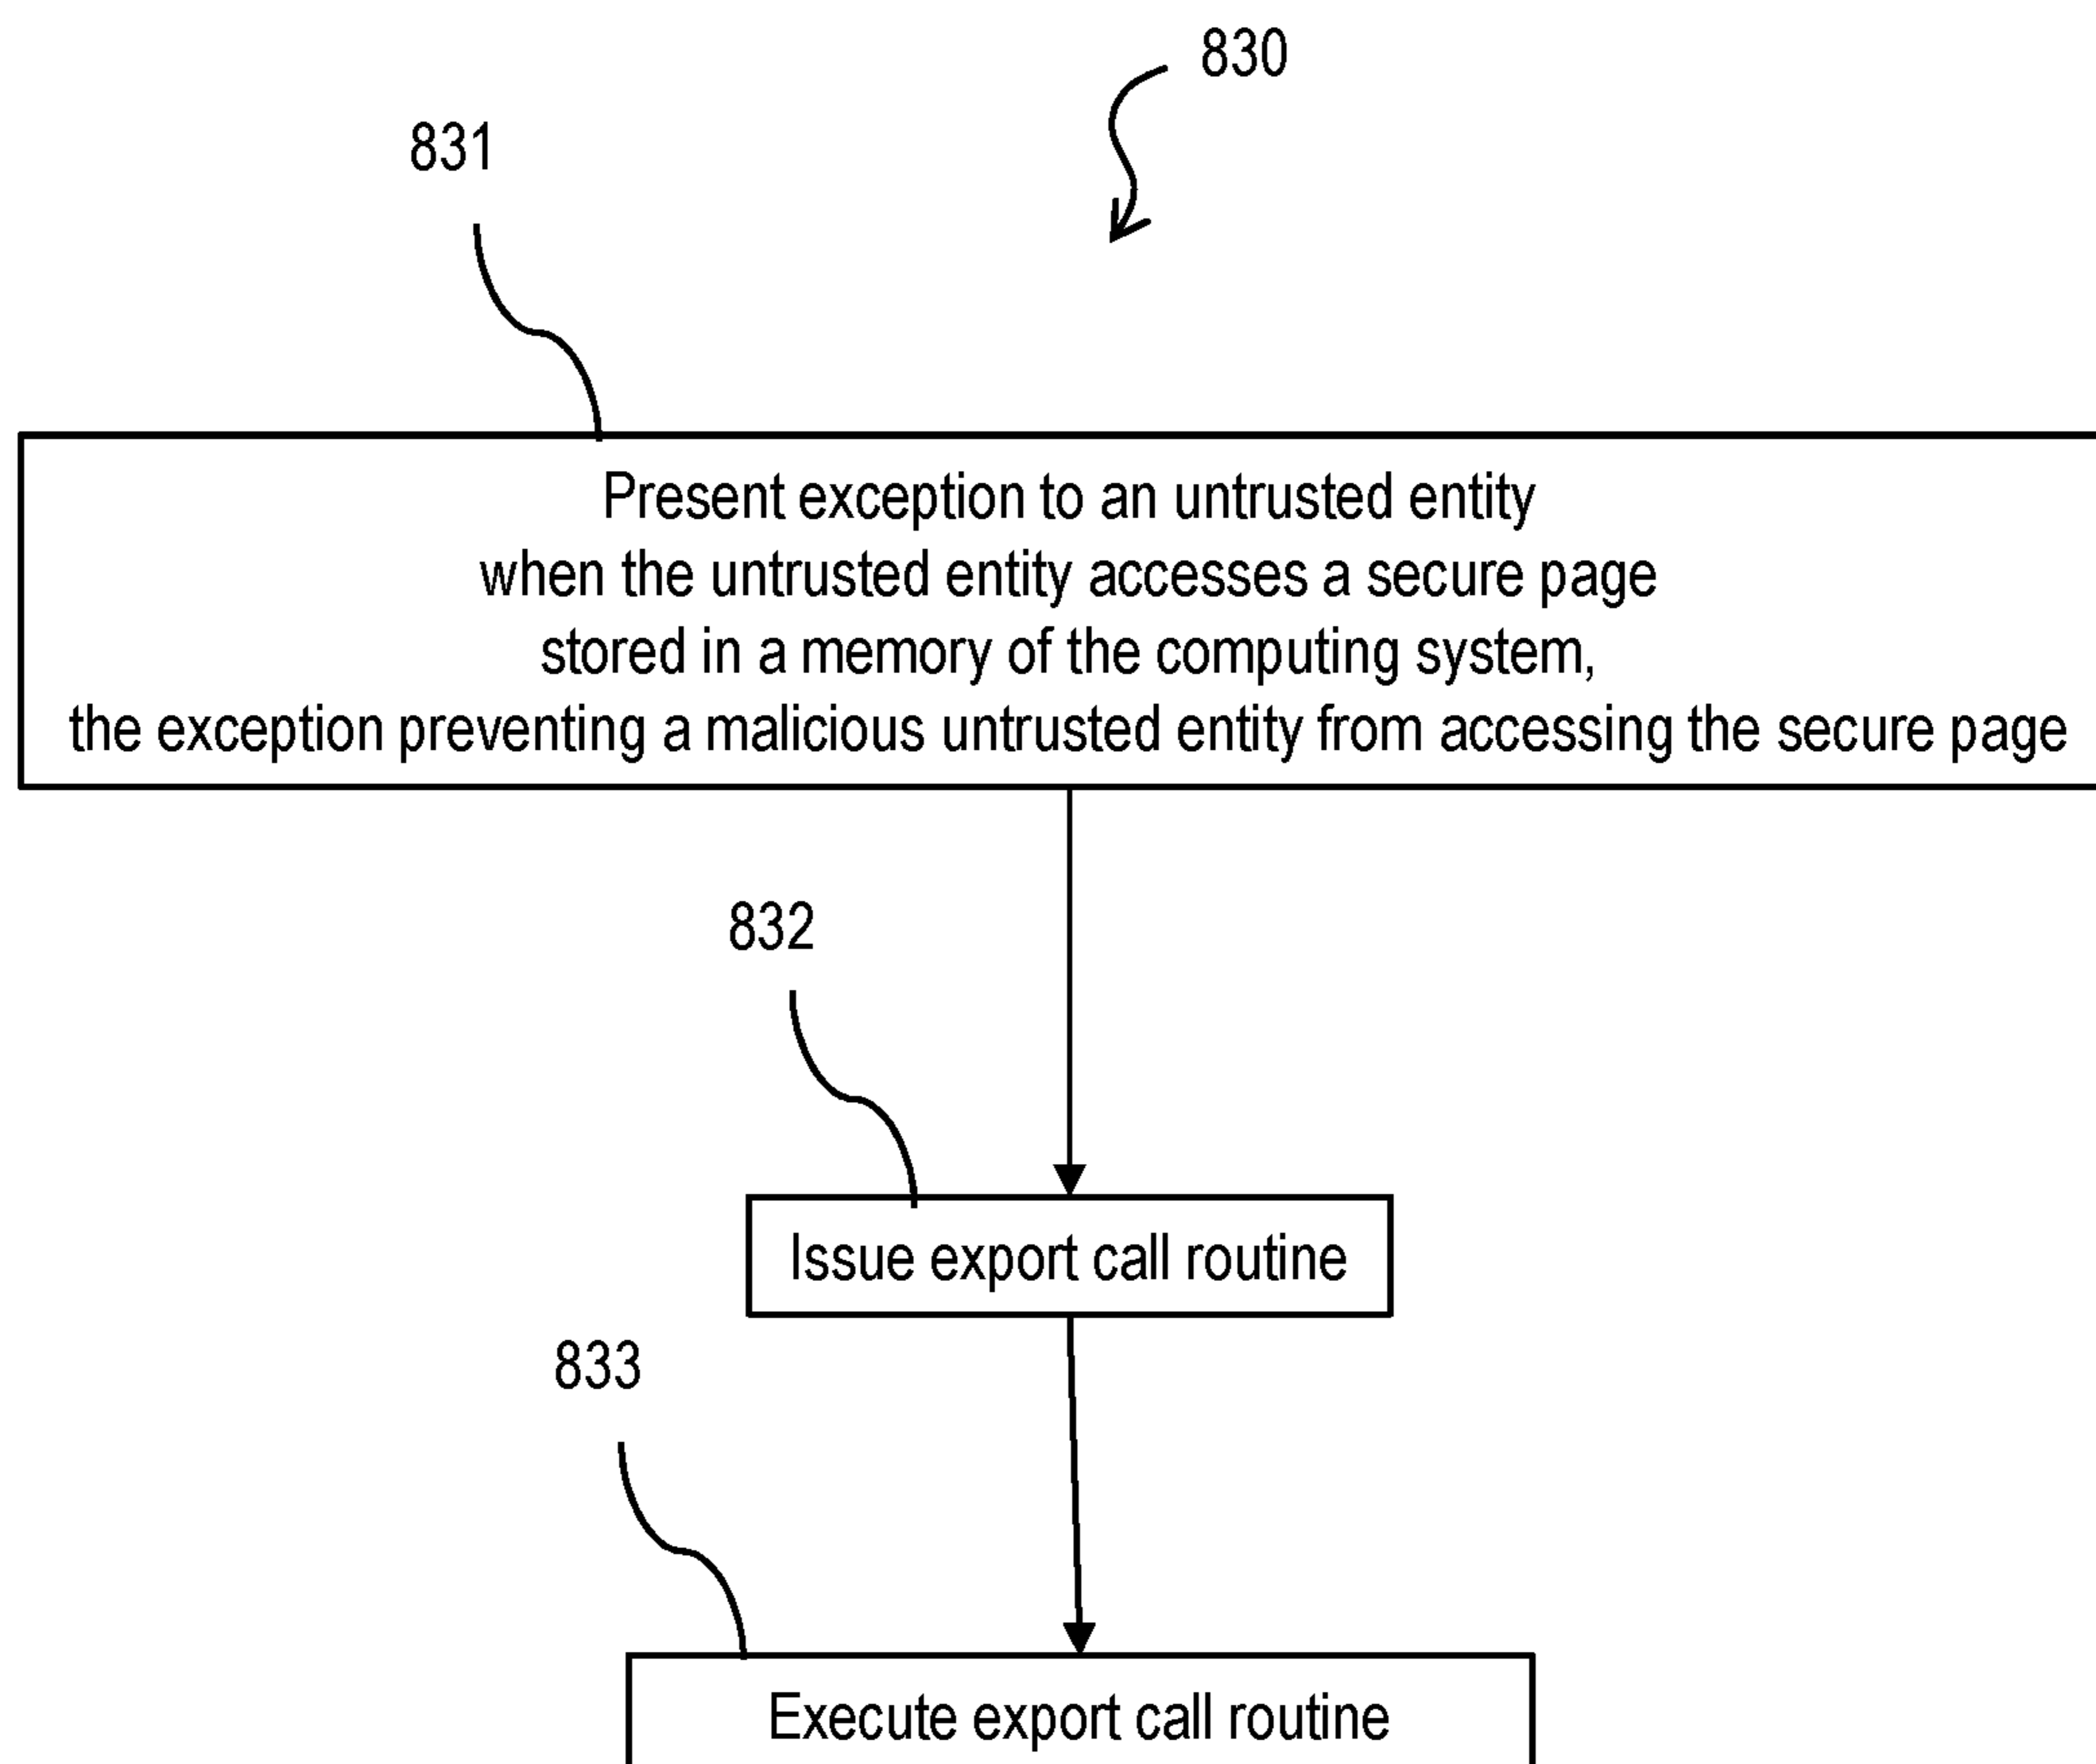 830
831
Present exception to an untrusted entity
when the untrusted entity accesses a secure page
stored in a memory of the computing system,
the exception preventing a malicious untrusted entity from accessing the secure page
832
Issue export call routine
833
Execute export call routine